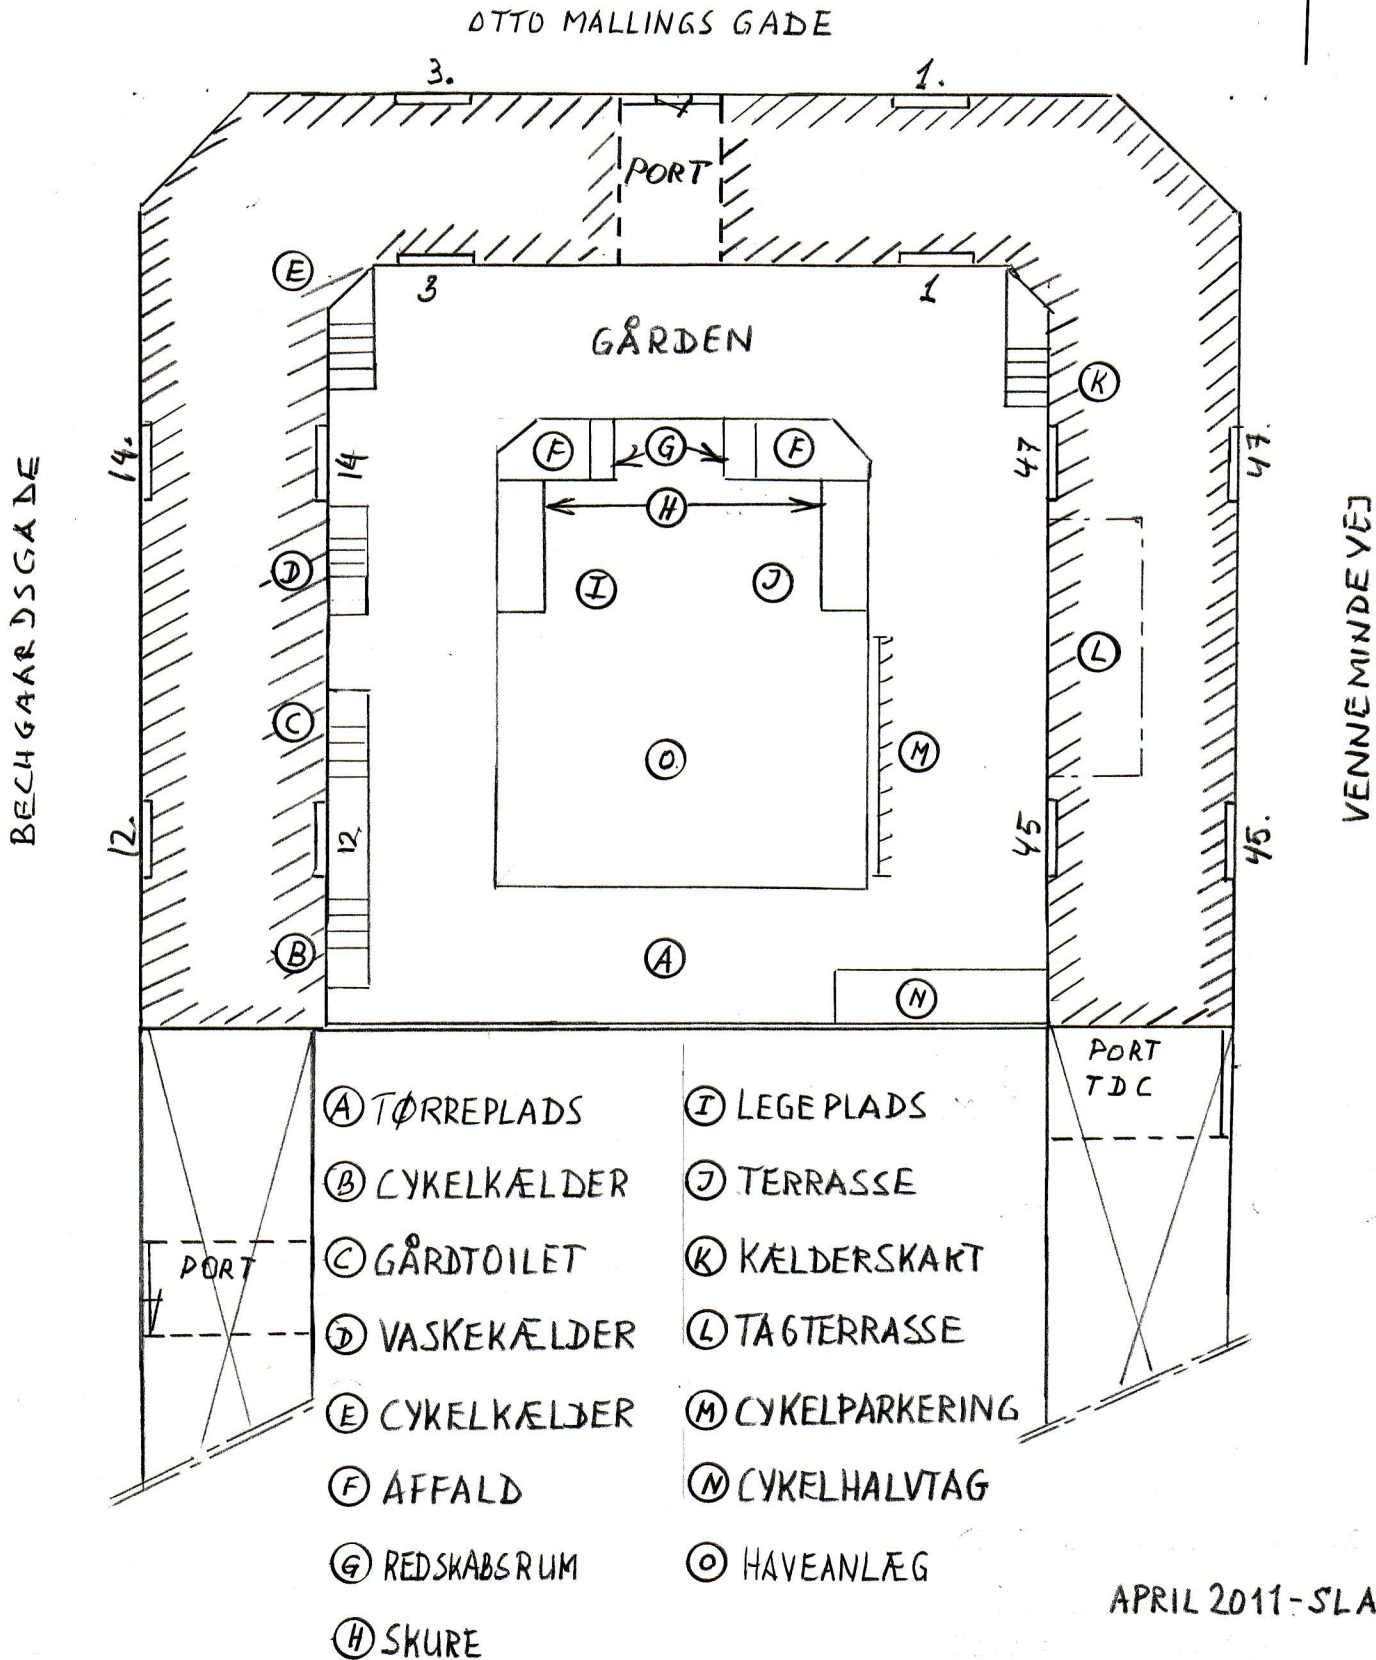 OTTO MALLINGS GADE
3. 1.
PORT
E
3 1
GÅRDEN
K
F G F
14. 14 47 47.
H
BECHGAARDSGADE
VENNEMINDEVEJ
D I J
L
C
O. M
12. 12. 45 45.
B A
N
PORT
TDC
PORT
A TØRREPLADS
B CYKELKÆLDER
C GÅRDTOILET
D VASKEKÆLDER
E CYKELKÆLDER
F AFFALD
G REDSKABSRUM
H SKURE
I LEGEPLADS
J TERRASSE
K KÆLDERSKAKT
L TAGTERRASSE
M CYKELPARKERING
N CYKELHALVTAG
O HAVEANLÆG
APRIL 2011-SLA